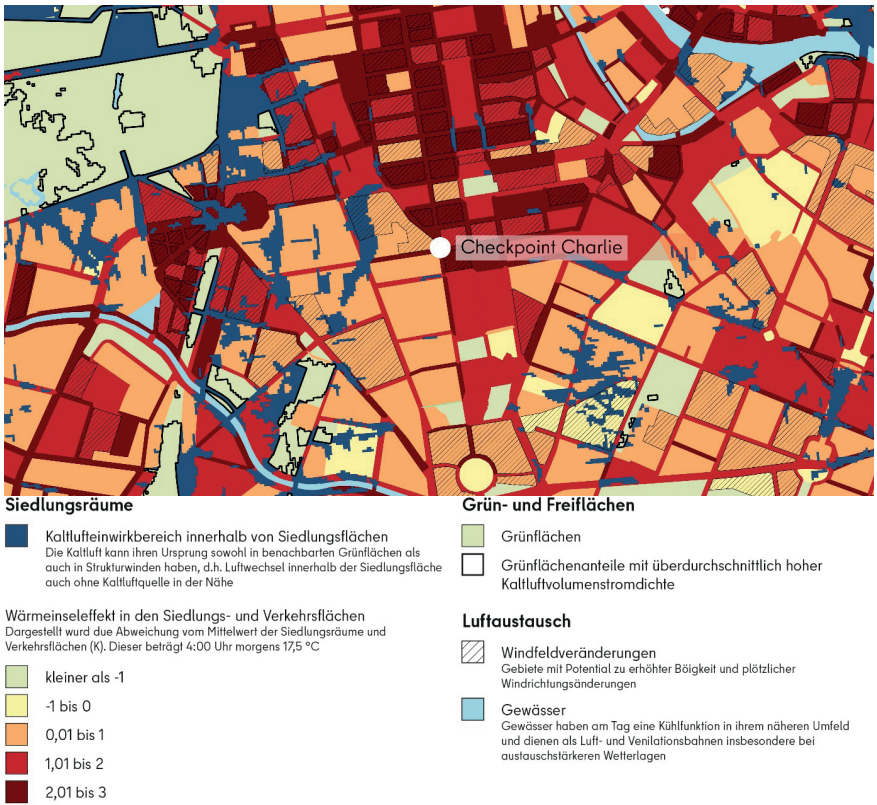 Checkpoint Charlie
Siedlungsräume
Kaltlufteinwirkbereich innerhalb von Siedlungsflächen
Die Kaltluft kann ihren Ursprung sowohl in benachbarten Grünflächen als
auch in Strukturwinden haben, d.h. Luftwechsel innerhalb der Siedlungsfläche
auch ohne Kaltluftquelle in der Nähe
Wärmeinseleffekt in den Siedlungs- und Verkehrsflächen
Dargestellt wurd due Abweichung vom Mittelwert der Siedlungsräume und
Verkehrsflächen (K). Dieser beträgt 4:00 Uhr morgens 17,5 °C
kleiner als -1
-1 bis 0
0,01 bis 1
1,01 bis 2
2,01 bis 3
Grün- und Freiflächen
Grünflächen
Grünflächenanteile mit überdurchschnittlich hoher
Kaltluftvolumenstromdichte
Luftaustausch
Windfeldveränderungen
Gebiete mit Potential zu erhöhter Böigkeit und plötzlicher
Windrichtungsänderungen
Gewässer
Gewässer haben am Tag eine Kühlfunktion in ihrem näheren Umfeld
und dienen als Luft- und Venilationsbahnen insbesondere bei
austauschstärkeren Wetterlagen